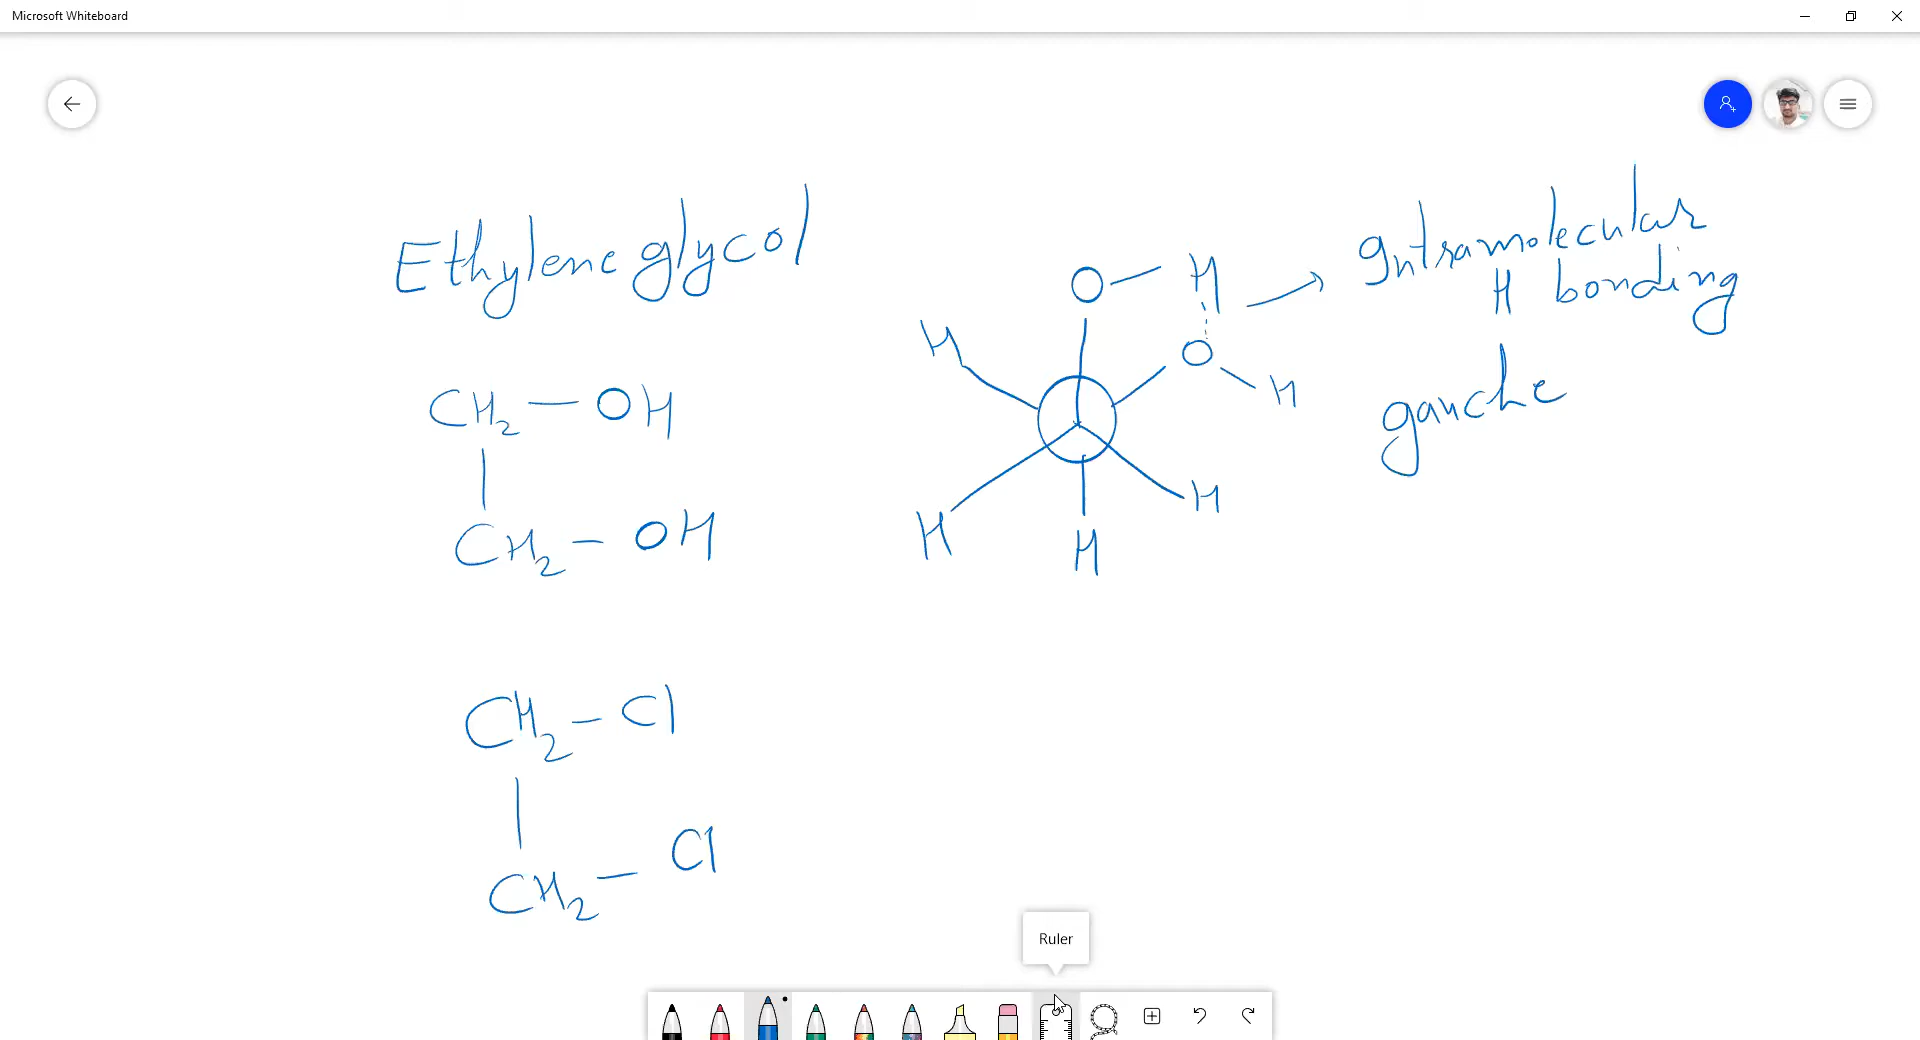 Microsoft Whiteboard
Ethylene glycol
CH2 — OH
|
CH2 — OH
O — H
H
O
H
H
H
H
Intramolecular
H bonding
gauche
CH2 — Cl
|
CH2 — Cl
Ruler